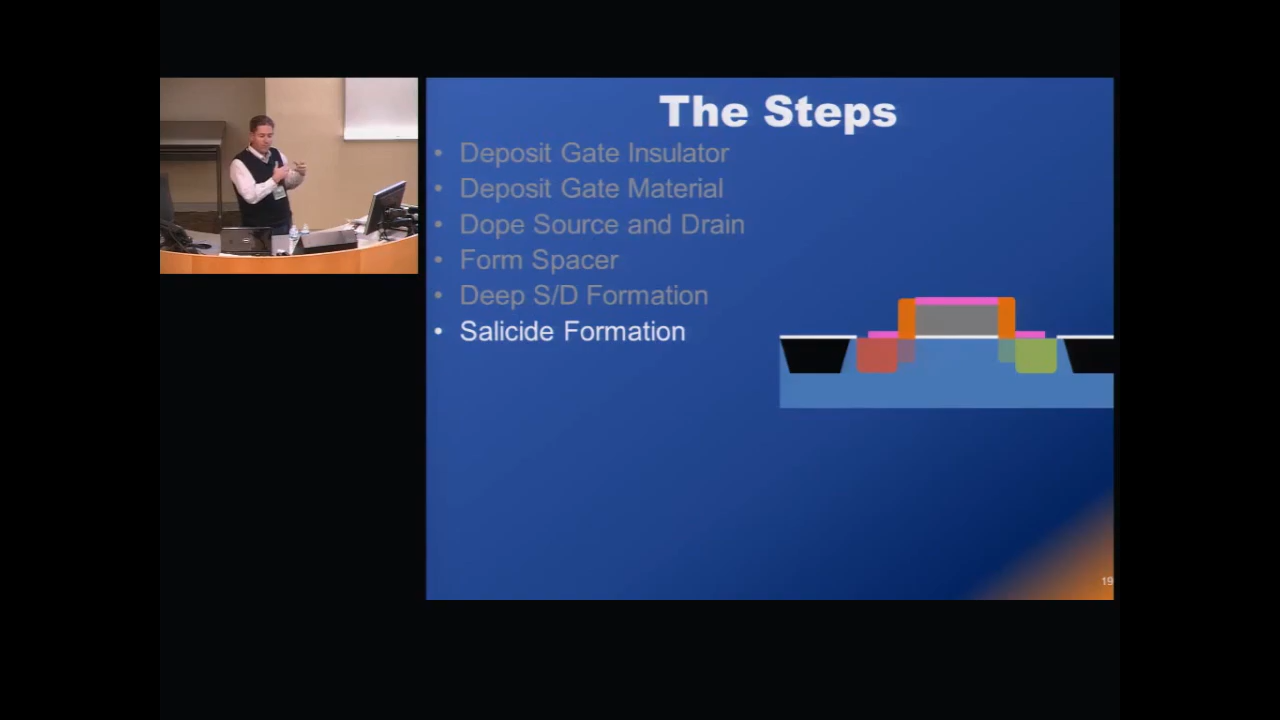 The Steps
• Deposit Gate Insulator
• Deposit Gate Material
• Dope Source and Drain
• Form Spacer
• Deep S/D Formation
• Salicide Formation
19